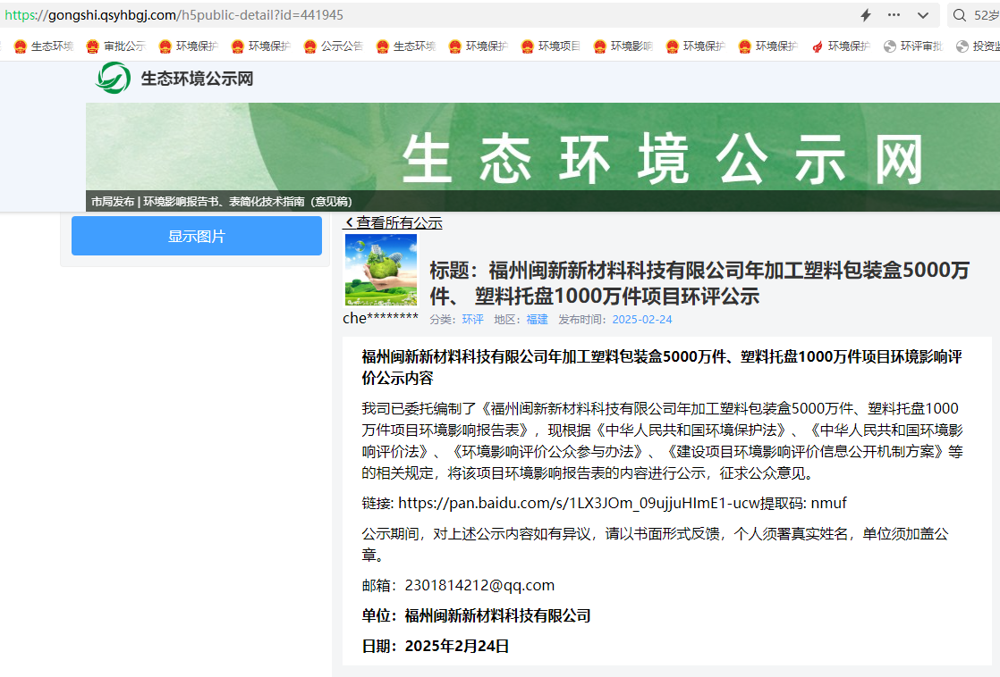 https://gongshi.qsyhbgj.com/h5public-detail?id=441945
52岁
生态环境
审批公示
环境保护
环境保护
公示公告
生态环境
环境保护
环境项目
环境影响
环境保护
环境保护
环境保护
环评审批
投资监
生态环境公示网
生态环境公示网
市局发布 | 环境影响报告书、表简化技术指南（意见稿）
显示图片
查看所有公示
标题：福州闽新新材料科技有限公司年加工塑料包装盒5000万
件、 塑料托盘1000万件项目环评公示
che********
分类：环评 地区：福建 发布时间：2025-02-24
福州闽新新材料科技有限公司年加工塑料包装盒5000万件、塑料托盘1000万件项目环境影响评
价公示内容
我司已委托编制了《福州闽新新材料科技有限公司年加工塑料包装盒5000万件、塑料托盘1000
万件项目环境影响报告表》，现根据《中华人民共和国环境保护法》、《中华人民共和国环境影
响评价法》、《环境影响评价公众参与办法》、《建设项目环境影响评价信息公开机制方案》等
的相关规定，将该项目环境影响报告表的内容进行公示，征求公众意见。
链接: https://pan.baidu.com/s/1LX3JOm_09ujjuHImE1-ucw提取码: nmuf
公示期间，对上述公示内容如有异议，请以书面形式反馈，个人须署真实姓名，单位须加盖公
章。
邮箱：2301814212@qq.com
单位：福州闽新新材料科技有限公司
日期：2025年2月24日